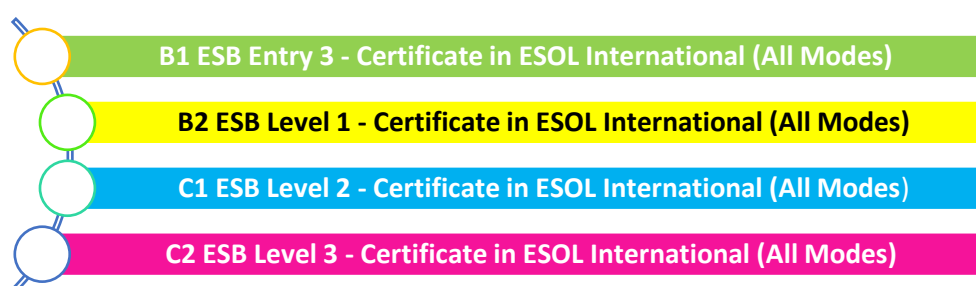 B1 ESB Entry 3 - Certificate in ESOL International (All Modes)
B2 ESB Level 1 - Certificate in ESOL International (All Modes)
C1 ESB Level 2 - Certificate in ESOL International (All Modes)
C2 ESB Level 3 - Certificate in ESOL International (All Modes)